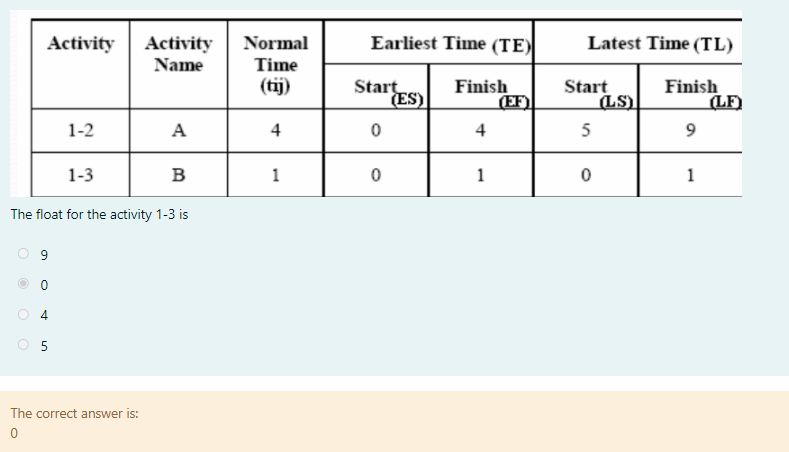 Activity Activity Normal Earliest Time (TE) Latest Time (TL)
Name Time
(tij) Start (ES) Finish (EF) Start (LS) Finish (LF)
1-2 A 4 0 4 5 9
1-3 B 1 0 1 0 1
The float for the activity 1-3 is
9
0
4
5
The correct answer is:
0